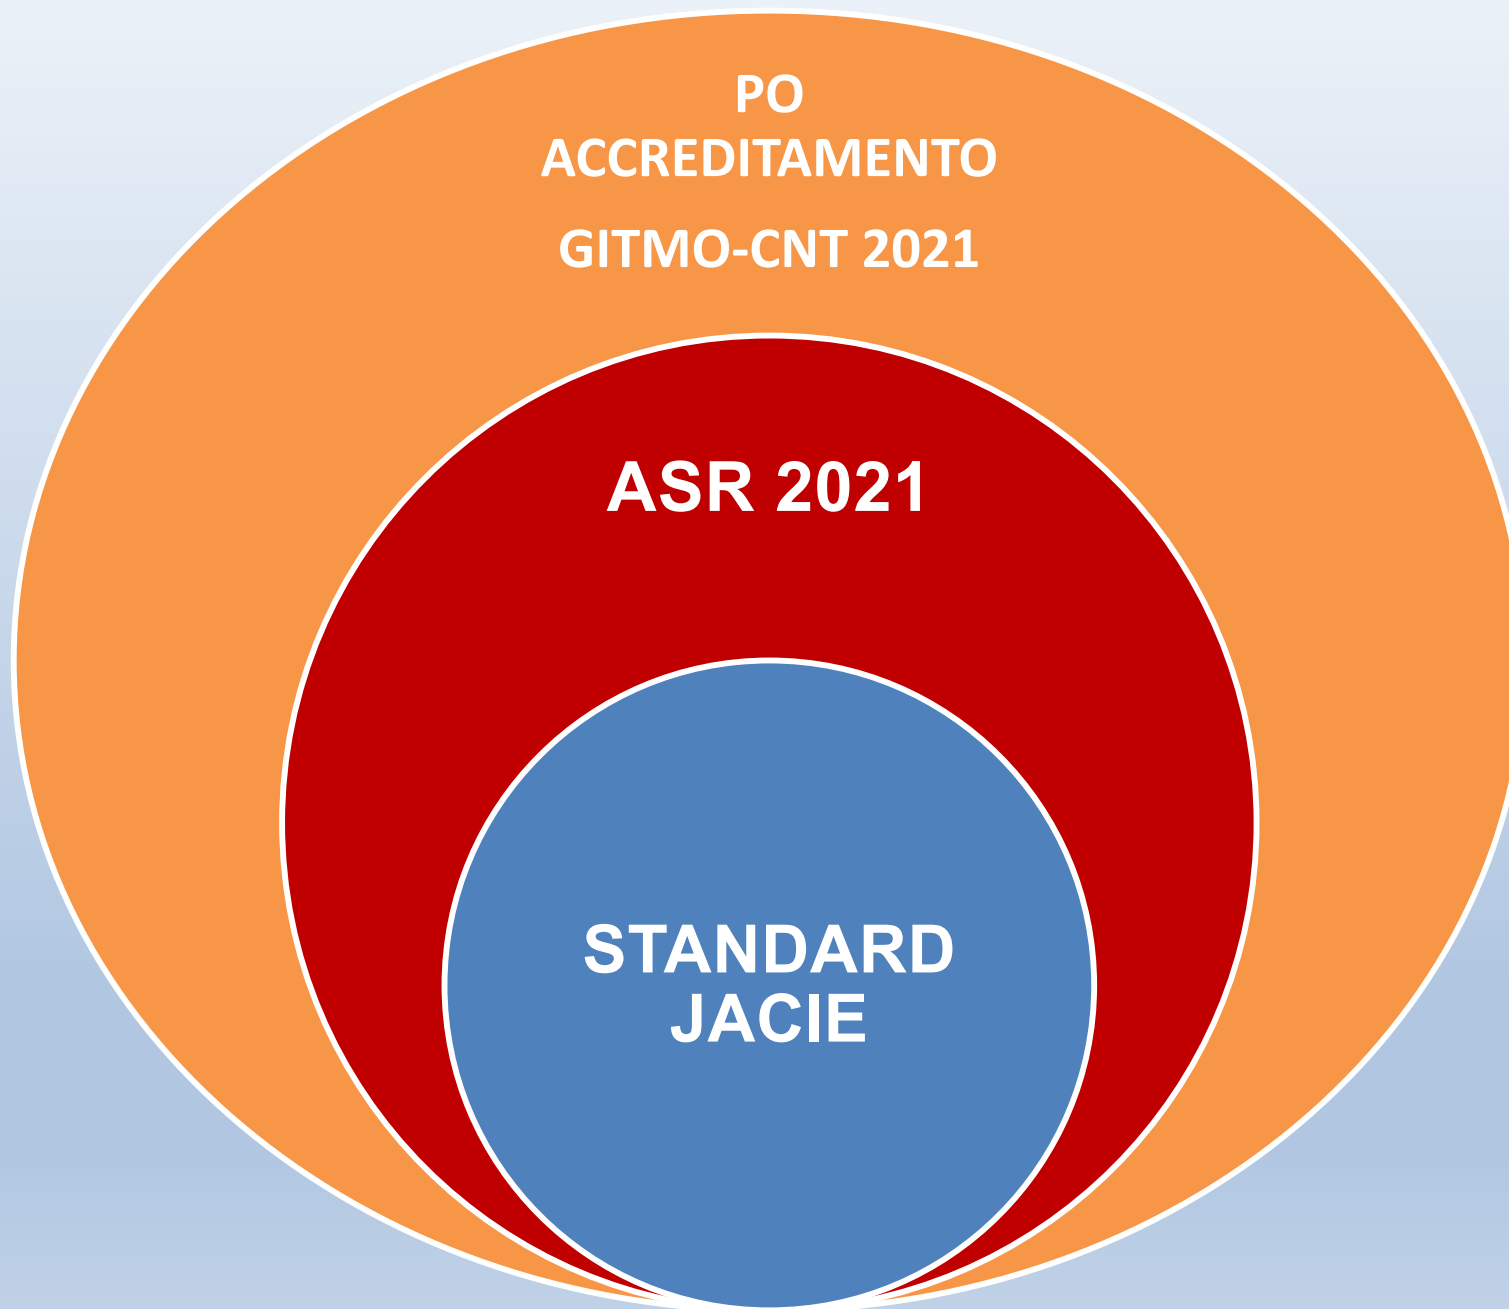 PO
ACCREDITAMENTO
GITMO-CNT 2021
ASR 2021
STANDARD
JACIE